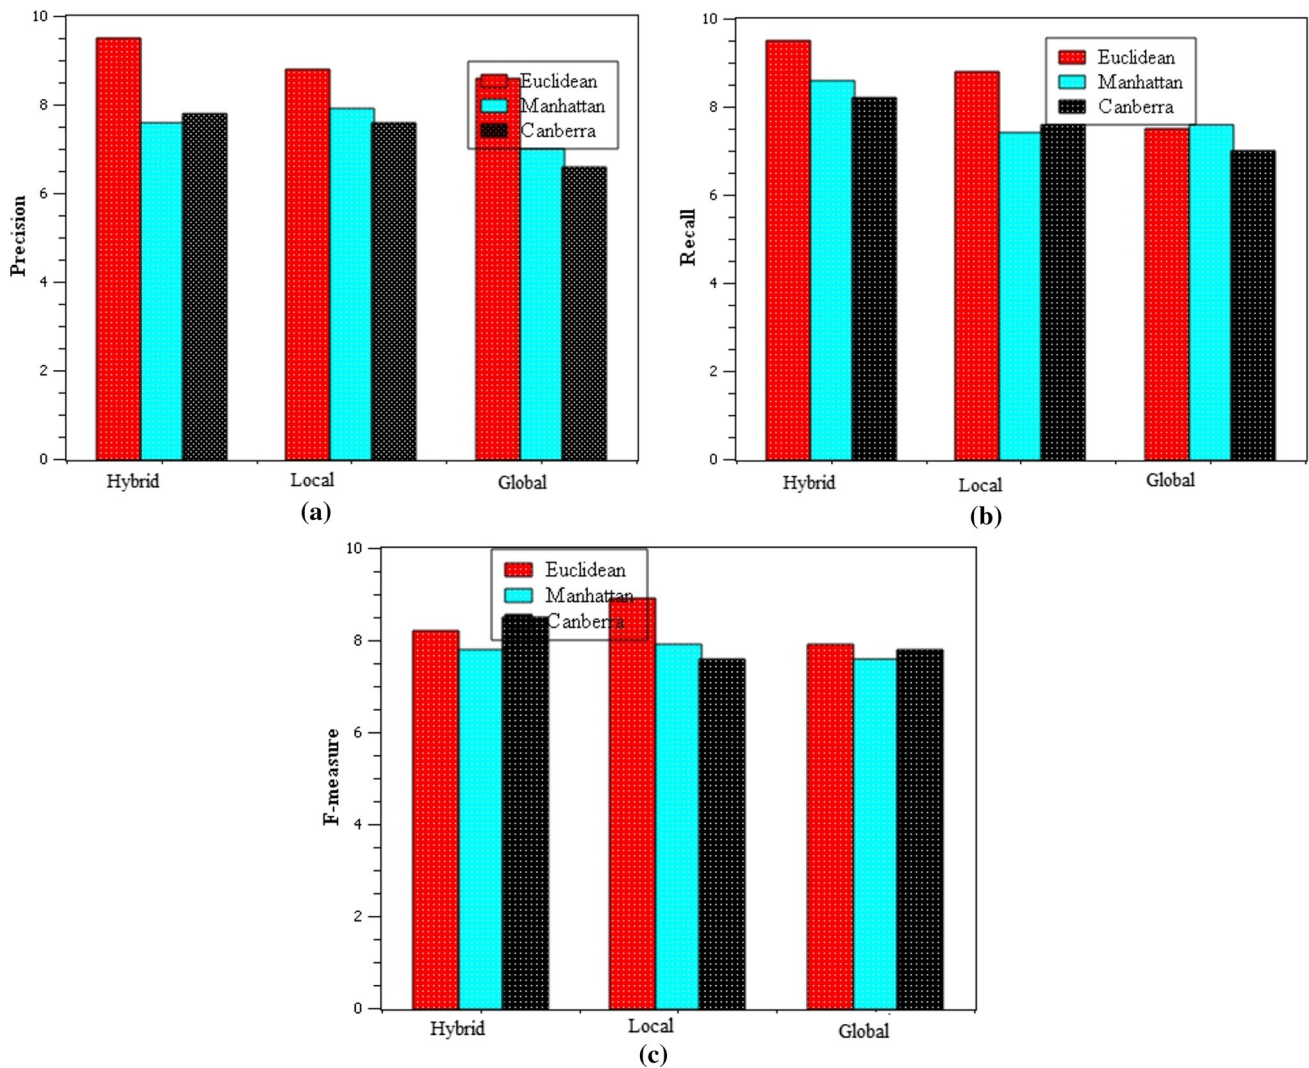 10
8
6
4
2
0
Precision
Euclidean
Manhattan
Canberra
Hybrid
Local
Global
(a)
10
8
6
4
2
0
Recall
Euclidean
Manhattan
Canberra
Hybrid
Local
Global
(b)
10
8
6
4
2
0
F-measure
Euclidean
Manhattan
Canberra
Hybrid
Local
Global
(c)